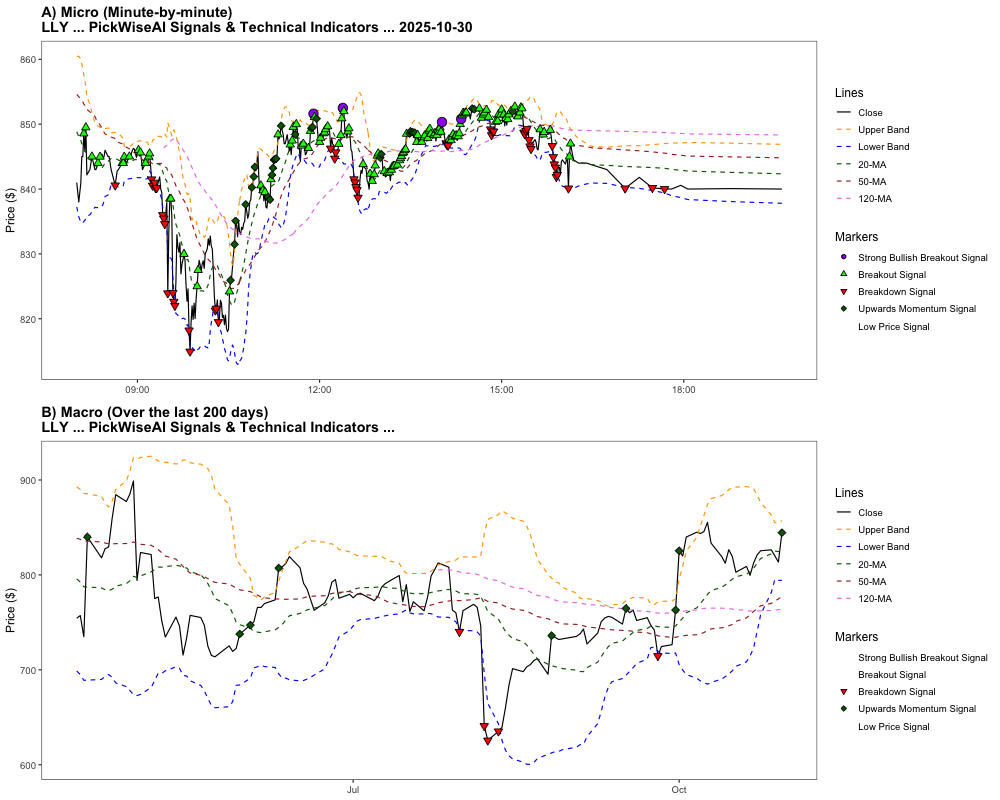 A) Micro (Minute-by-minute)
LLY ... PickWiseAI Signals & Technical Indicators ... 2025-10-30
Price ($)
860
850
840
830
820
09:00
12:00
15:00
18:00
Lines
Close
Upper Band
Lower Band
20-MA
50-MA
120-MA
Markers
Strong Bullish Breakout Signal
Breakout Signal
Breakdown Signal
Upwards Momentum Signal
Low Price Signal
B) Macro (Over the last 200 days)
LLY ... PickWiseAI Signals & Technical Indicators ...
Price ($)
900
800
700
600
Jul
Oct
Lines
Close
Upper Band
Lower Band
20-MA
50-MA
120-MA
Markers
Strong Bullish Breakout Signal
Breakout Signal
Breakdown Signal
Upwards Momentum Signal
Low Price Signal